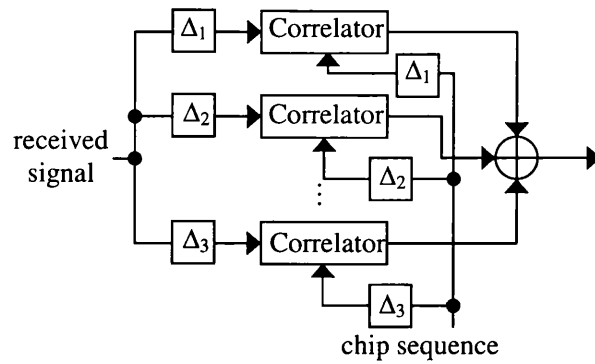 Δ₁ Correlator
Δ₁
Δ₂ Correlator
received
signal
Δ₂
Δ₃ Correlator
Δ₃
chip sequence